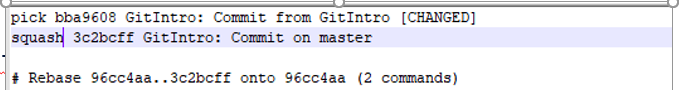 pick bba9608 GitIntro: Commit from GitIntro [CHANGED]
squash 3c2bcff GitIntro: Commit on master
# Rebase 96cc4aa..3c2bcff onto 96cc4aa (2 commands)